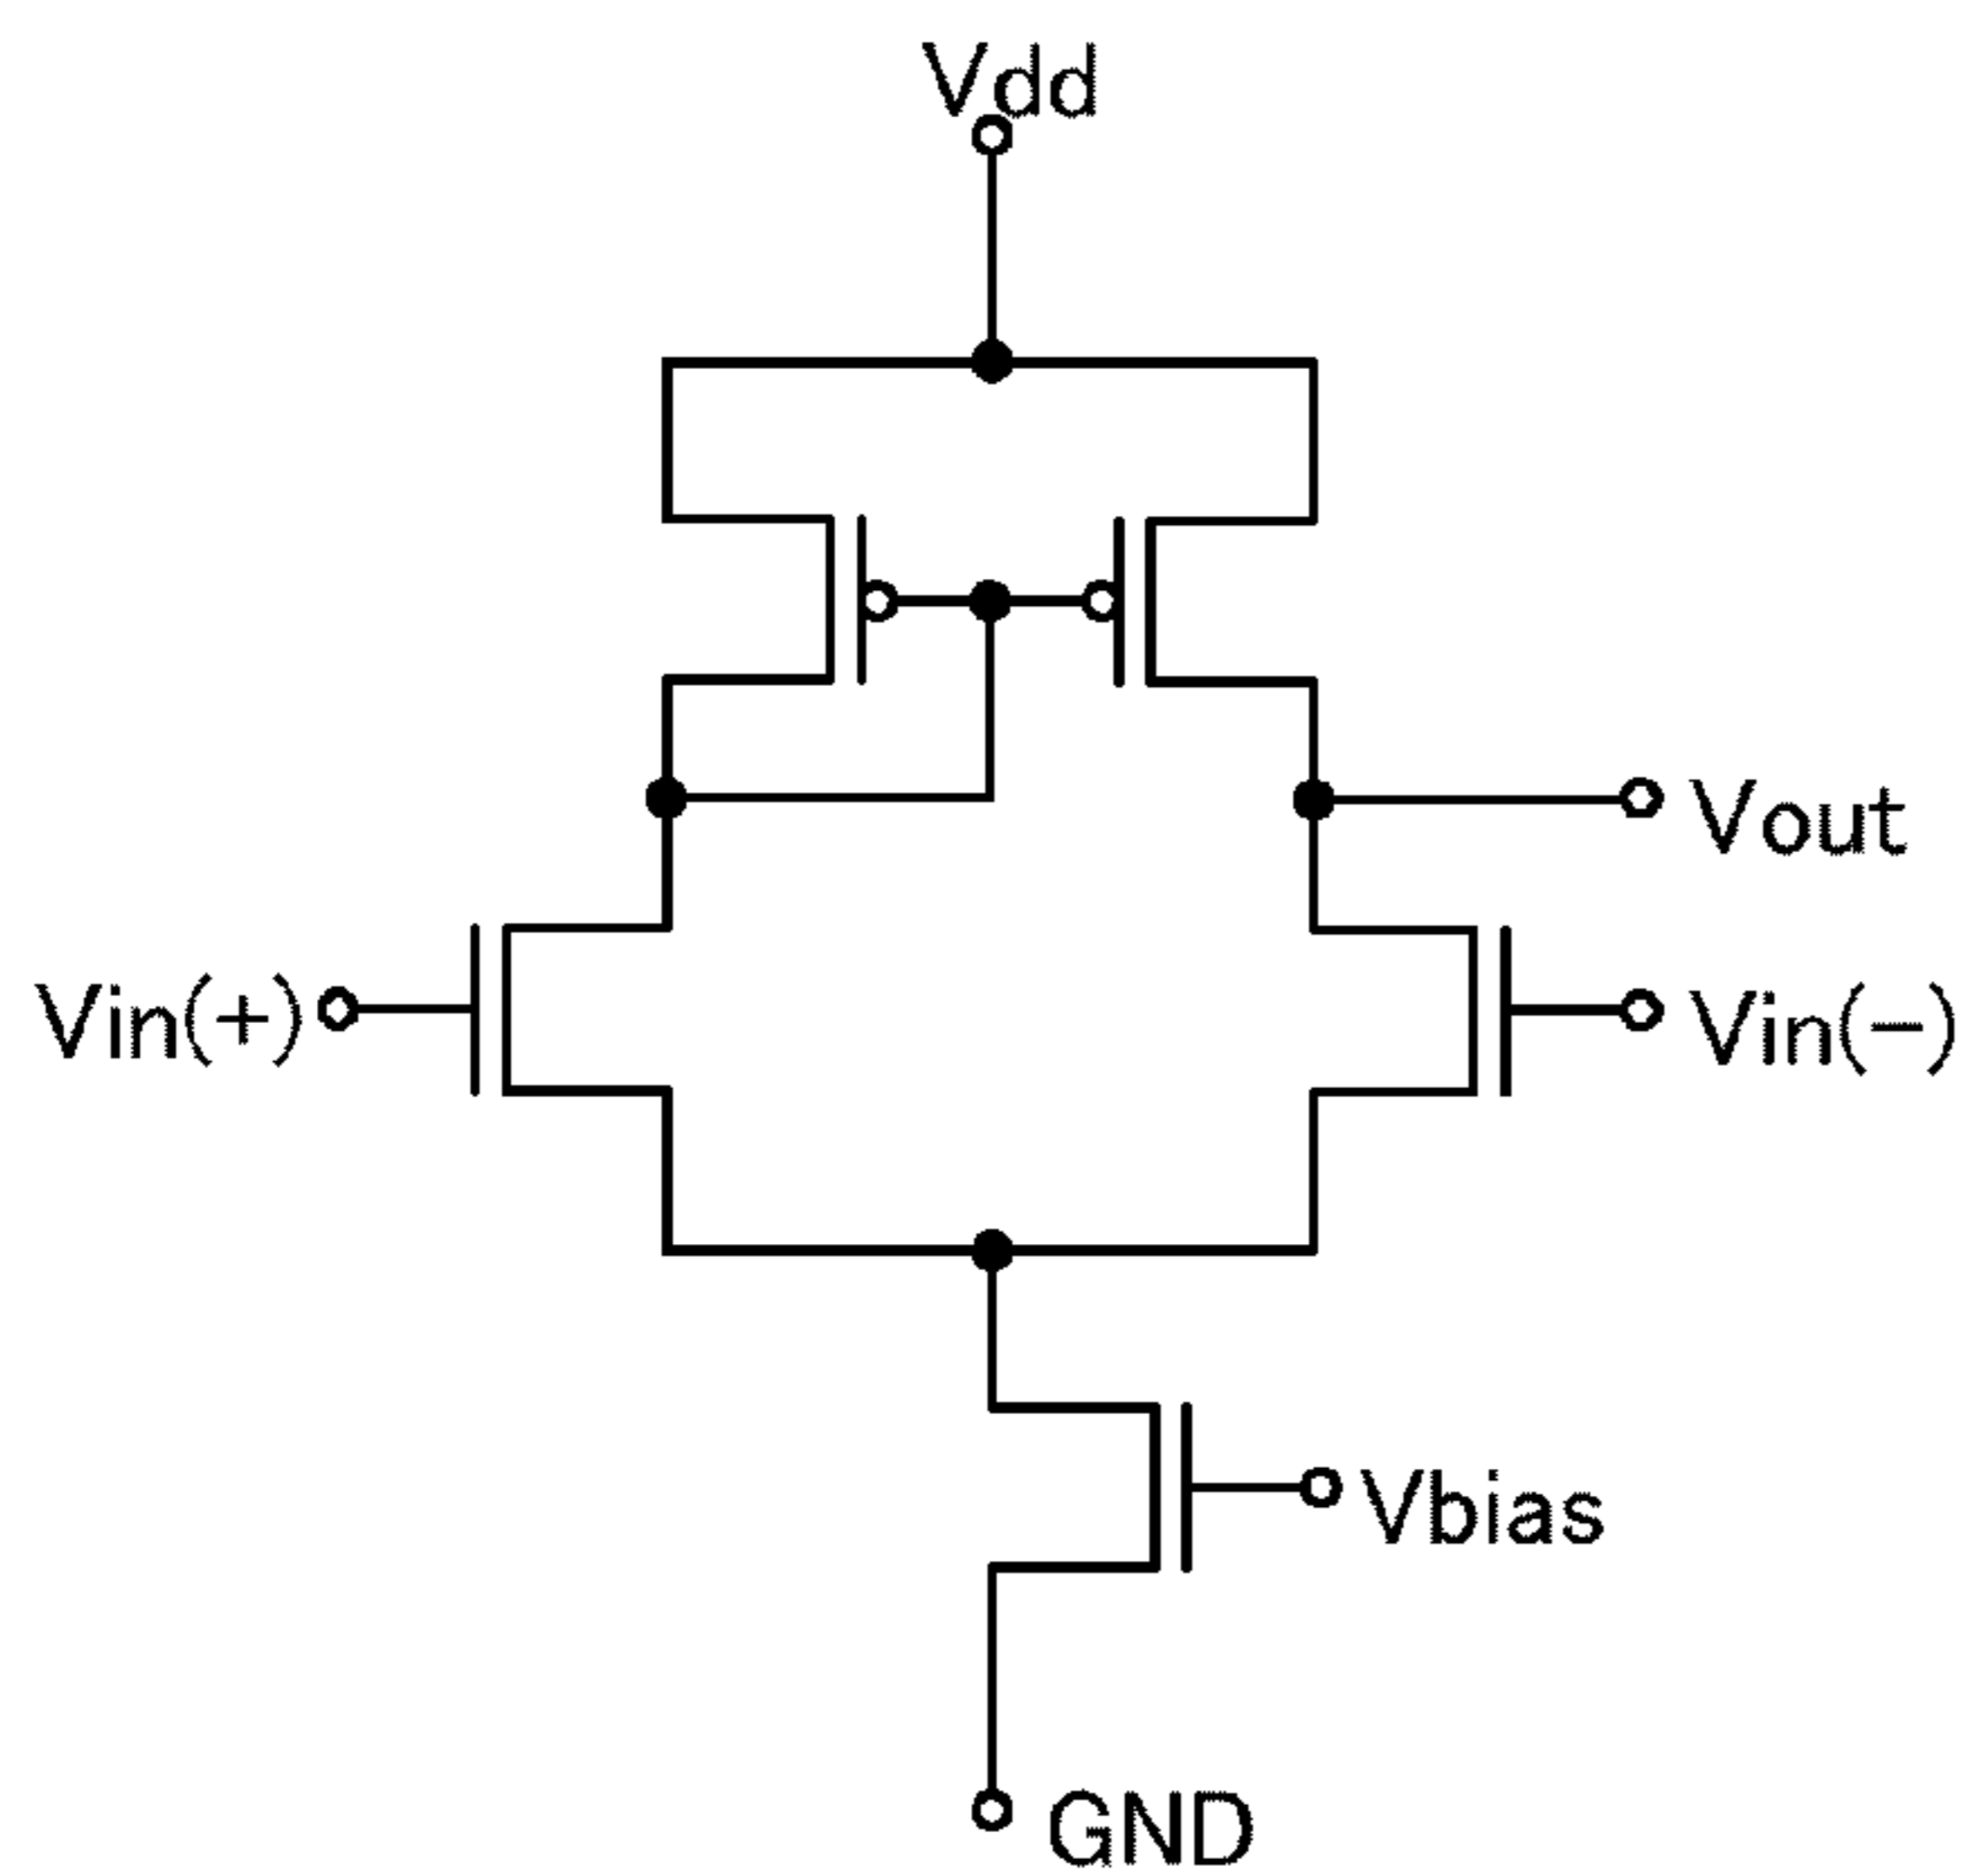 Vdd
Vout
Vin(+)
Vin(−)
Vbias
GND